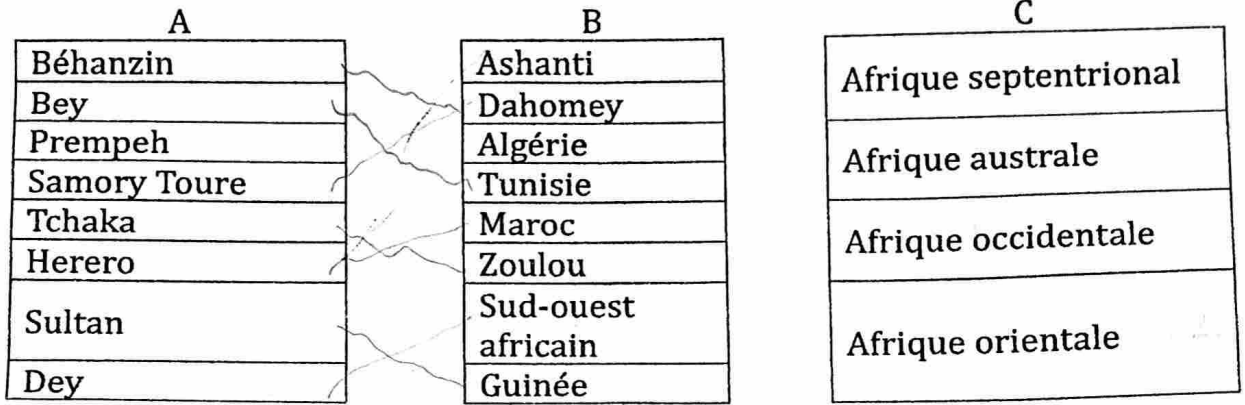 A
Béhanzin
Bey
Prempeh
Samory Toure
Tchaka
Herero
Sultan
Dey
B
Ashanti
Dahomey
Algérie
Tunisie
Maroc
Zoulou
Sud-ouest
africain
Guinée
C
Afrique septentrional
Afrique australe
Afrique occidentale
Afrique orientale